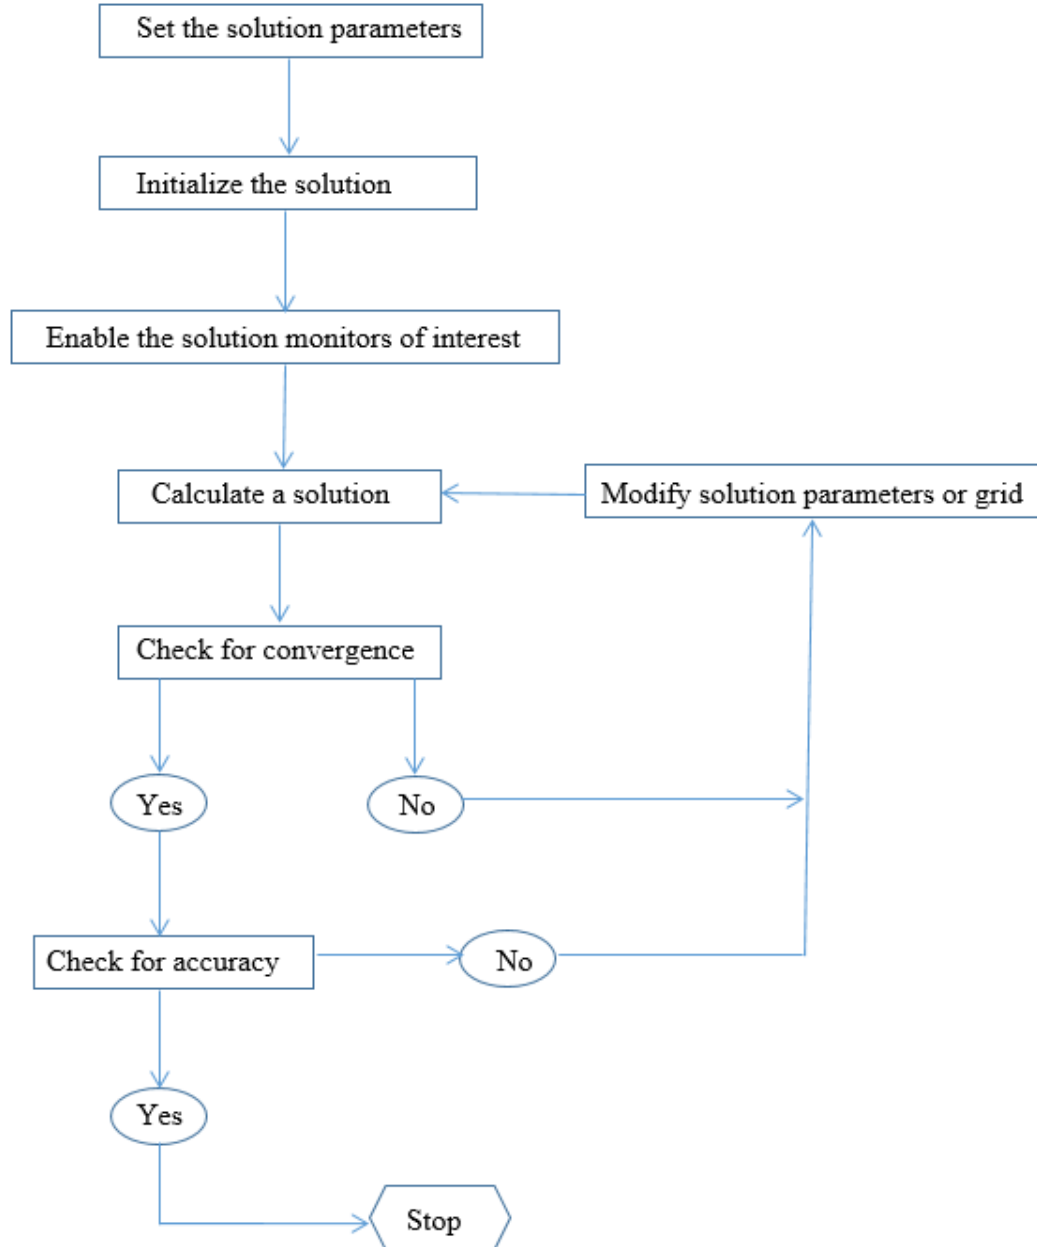 Set the solution parameters
Initialize the solution
Enable the solution monitors of interest
Calculate a solution
Modify solution parameters or grid
Check for convergence
Yes
No
Check for accuracy
No
Yes
Stop